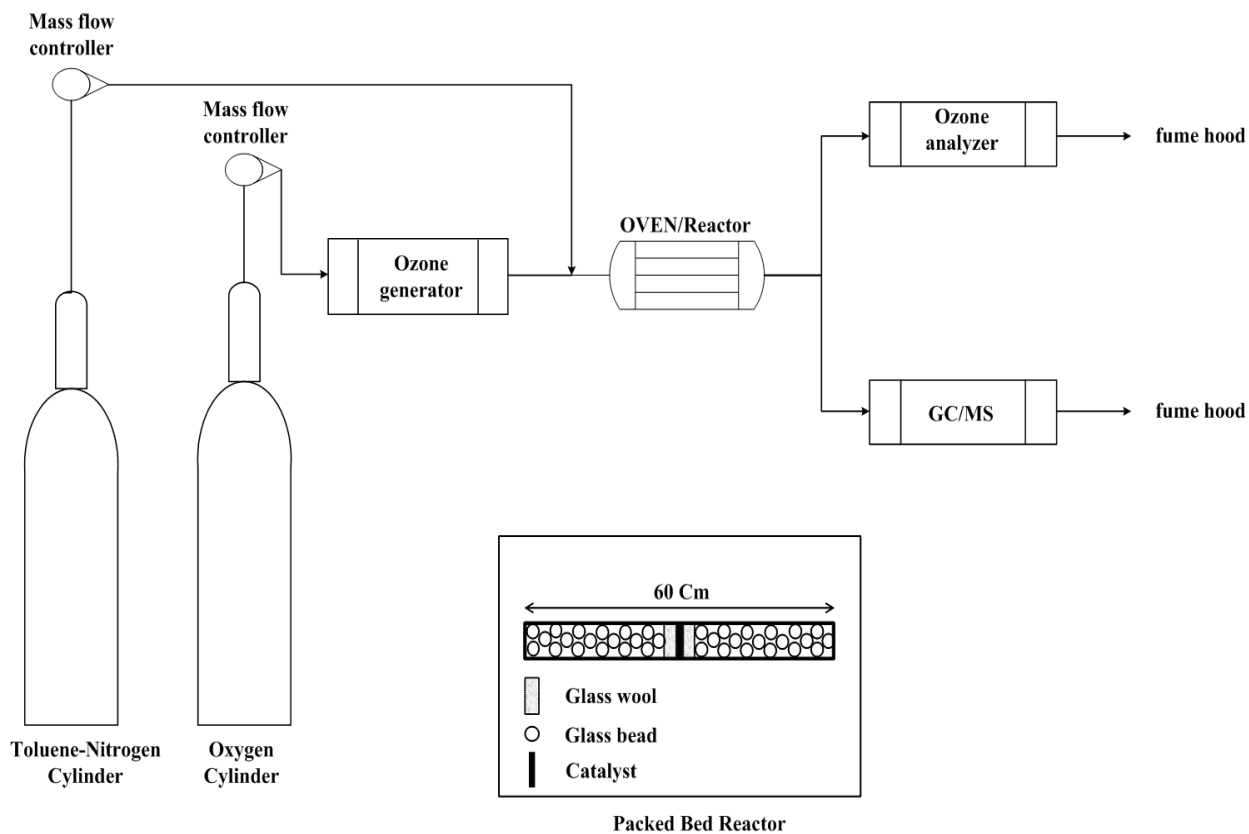 Mass flow
controller
Mass flow
controller
Ozone
analyzer
fume hood
OVEN/Reactor
Ozone
generator
GC/MS
fume hood
60 Cm
Glass wool
Glass bead
Catalyst
Toluene-Nitrogen
Cylinder
Oxygen
Cylinder
Packed Bed Reactor